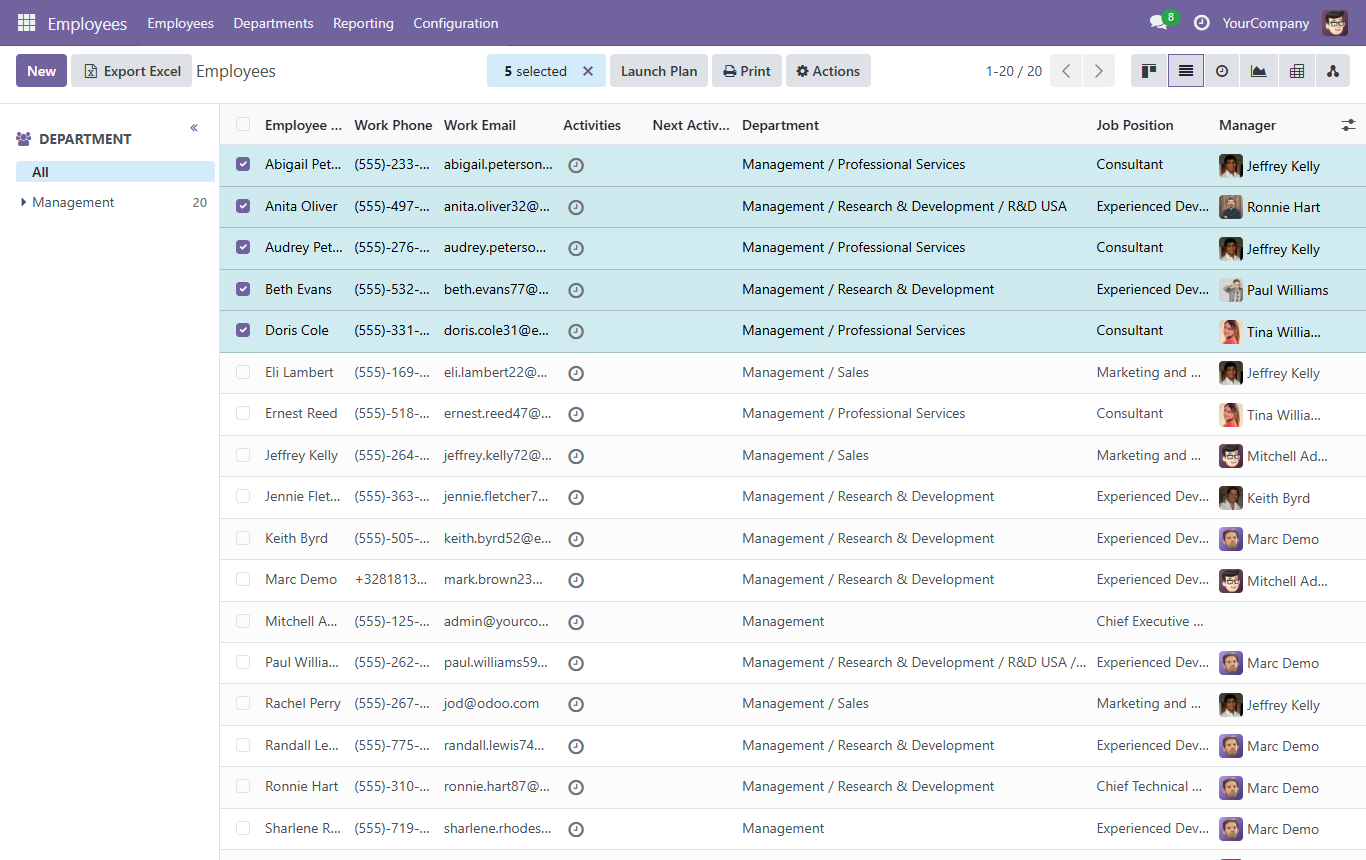 Employees Employees Departments Reporting Configuration 8 YourCompany
New Export Excel Employees 5 selected Launch Plan Print Actions 1-20 / 20
DEPARTMENT
All
Management 20
Employee ... Work Phone Work Email Activities Next Activ... Department Job Position Manager
Abigail Pet... (555)-233-... abigail.peterson... Management / Professional Services Consultant Jeffrey Kelly
Anita Oliver (555)-497-... anita.oliver32@... Management / Research & Development / R&D USA Experienced Dev... Ronnie Hart
Audrey Pet... (555)-276-... audrey.peterso... Management / Professional Services Consultant Jeffrey Kelly
Beth Evans (555)-532-... beth.evans77@... Management / Research & Development Experienced Dev... Paul Williams
Doris Cole (555)-331-... doris.cole31@e... Management / Professional Services Consultant Tina Willia...
Eli Lambert (555)-169-... eli.lambert22@... Management / Sales Marketing and ... Jeffrey Kelly
Ernest Reed (555)-518-... ernest.reed47@... Management / Professional Services Consultant Tina Willia...
Jeffrey Kelly (555)-264-... jeffrey.kelly72@... Management / Sales Marketing and ... Mitchell Ad...
Jennie Flet... (555)-363-... jennie.fletcher7... Management / Research & Development Experienced Dev... Keith Byrd
Keith Byrd (555)-505-... keith.byrd52@e... Management / Research & Development Experienced Dev... Marc Demo
Marc Demo +3281813... mark.brown23... Management / Research & Development Experienced Dev... Mitchell Ad...
Mitchell A... (555)-125-... admin@yourco... Management Chief Executive ...
Paul Willia... (555)-262-... paul.williams59... Management / Research & Development / R&D USA /... Experienced Dev... Marc Demo
Rachel Perry (555)-267-... jod@odoo.com Management / Sales Marketing and ... Jeffrey Kelly
Randall Le... (555)-775-... randall.lewis74... Management / Research & Development Experienced Dev... Marc Demo
Ronnie Hart (555)-310-... ronnie.hart87@... Management / Research & Development Chief Technical ... Marc Demo
Sharlene R... (555)-719-... sharlene.rhodes... Management Experienced Dev... Marc Demo